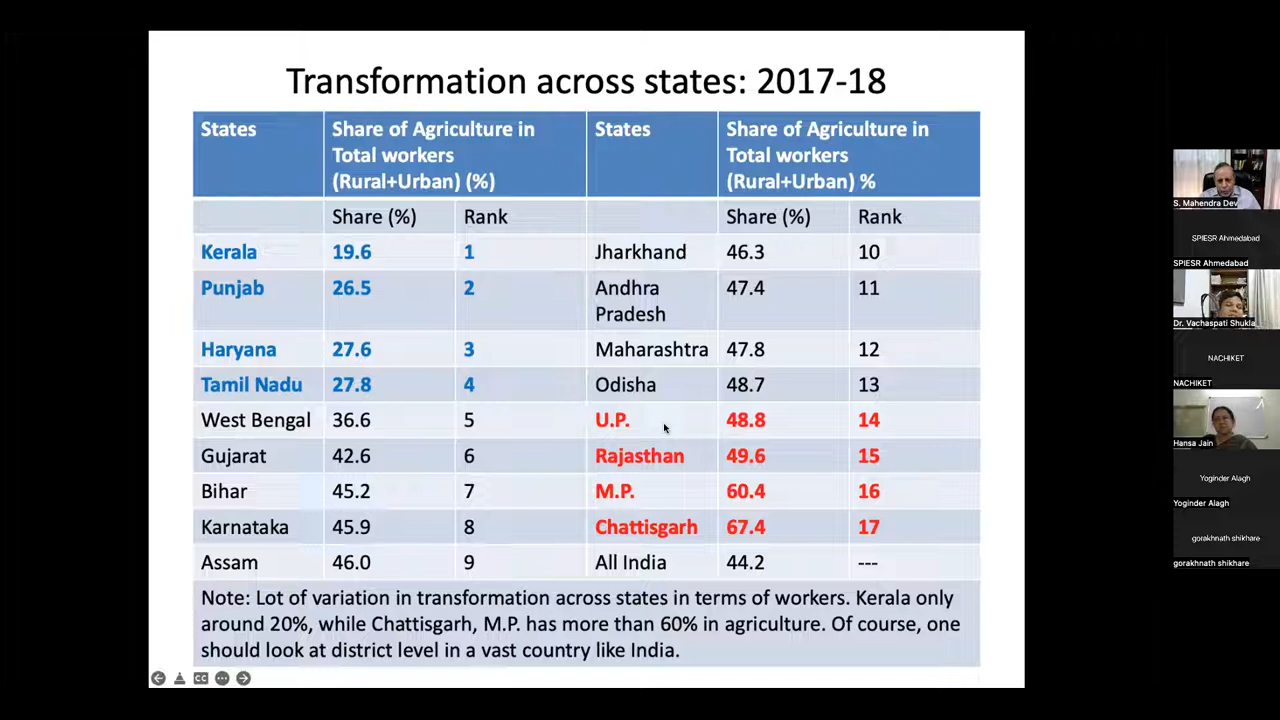 Transformation across states: 2017-18
States Share of Agriculture in Total workers (Rural+Urban) (%) States Share of Agriculture in Total workers (Rural+Urban) %
Share (%) Rank Share (%) Rank
Kerala 19.6 1 Jharkhand 46.3 10
Punjab 26.5 2 Andhra Pradesh 47.4 11
Haryana 27.6 3 Maharashtra 47.8 12
Tamil Nadu 27.8 4 Odisha 48.7 13
West Bengal 36.6 5 U.P. 48.8 14
Gujarat 42.6 6 Rajasthan 49.6 15
Bihar 45.2 7 M.P. 60.4 16
Karnataka 45.9 8 Chattisgarh 67.4 17
Assam 46.0 9 All India 44.2 ---
Note: Lot of variation in transformation across states in terms of workers. Kerala only
around 20%, while Chattisgarh, M.P. has more than 60% in agriculture. Of course, one
should look at district level in a vast country like India.
CC
S. Mahendra Dev
SPIESR Ahmedabad
SPIESR Ahmedabad
Dr. Vachaspati Shukla
NACHIKET
NACHIKET
Hansa Jain
Yoginder Alagh
Yoginder Alagh
gorakhnath shikhare
gorakhnath shikhare